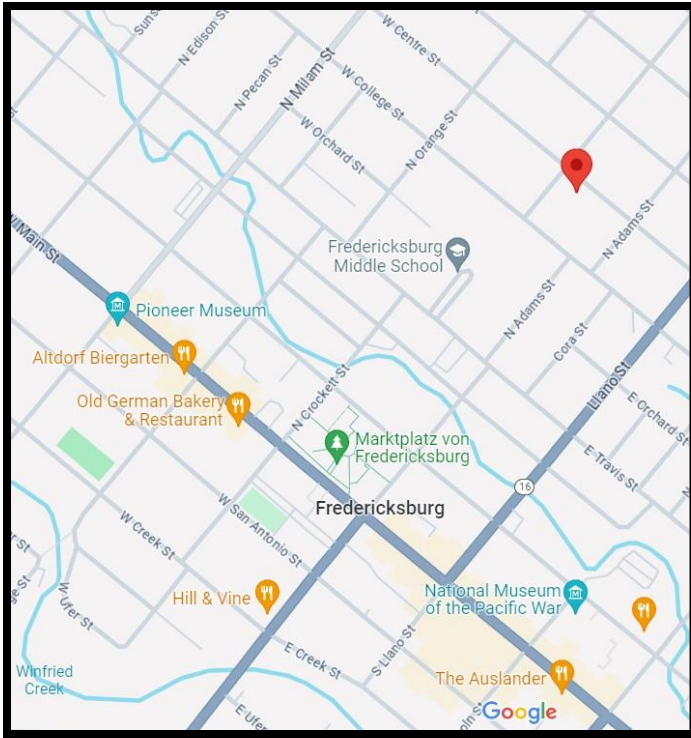 Suns
N Edison St
W Centre St
N Pecan St
N Milam St
W College St
W Orchard St
N Orange St
W Main St
Fredericksburg
Middle School
N Adams St
N Adams St
Pioneer Museum
Cora St
Altdorf Biergarten
Llano St
Old German Bakery
& Restaurant
N Crockett St
E Orchard St
Marktplatz von
Fredericksburg
E Travis St
16
W San Antonio St
Fredericksburg
W Creek St
Hill & Vine
National Museum
of the Pacific War
W Ufer St
S Llano St
E Creek St
Winfried
Creek
The Auslander
Google
E Ufer